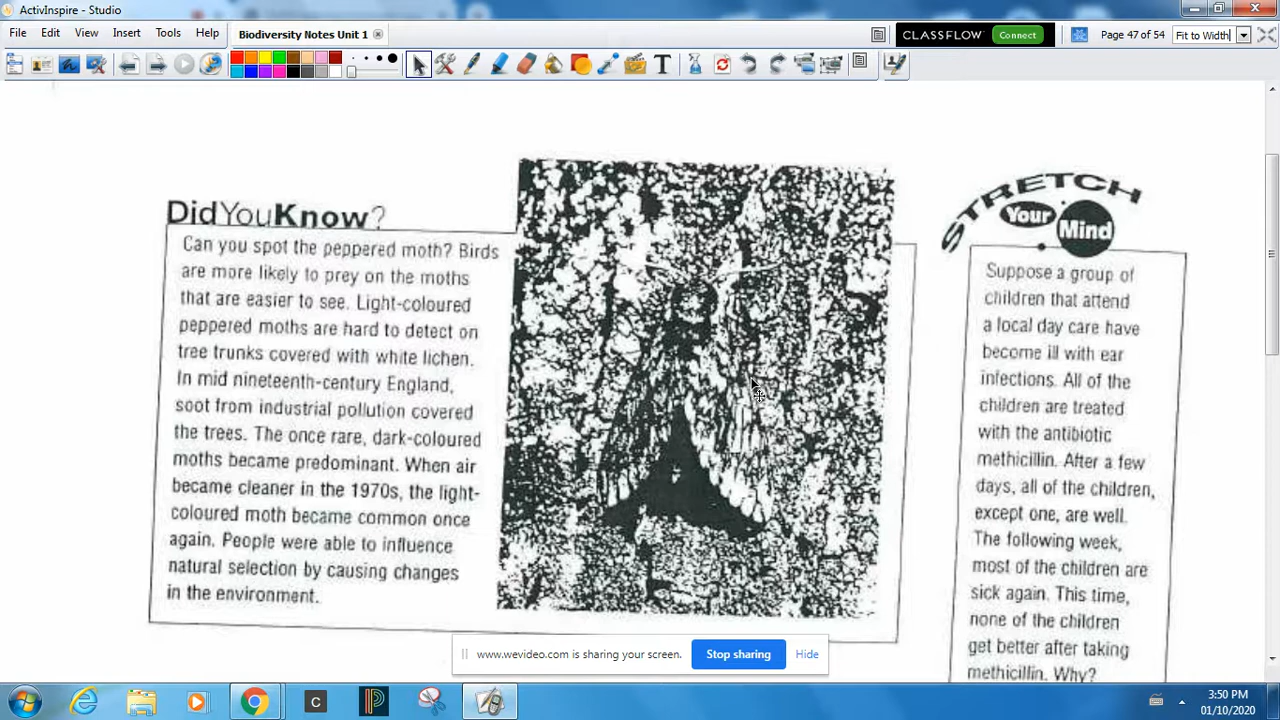 ActivInspire - Studio
File Edit View Insert Tools Help
Biodiversity Notes Unit 1
CLASSFLOW Connect
Page 47 of 54
Fit to Width
DidYouKnow?
Can you spot the peppered moth? Birds
are more likely to prey on the moths
that are easier to see. Light-coloured
peppered moths are hard to detect on
tree trunks covered with white lichen.
In mid nineteenth-century England,
soot from industrial pollution covered
the trees. The once rare, dark-coloured
moths became predominant. When air
became cleaner in the 1970s, the light-
coloured moth became common once
again. People were able to influence
natural selection by causing changes
in the environment.
STRETCH
Your
Mind
Suppose a group of
children that attend
a local day care have
become ill with ear
infections. All of the
children are treated
with the antibiotic
methicillin. After a few
days, all of the children,
except one, are well.
The following week,
most of the children are
sick again. This time,
none of the children
get better after taking
methicillin. Why?
www.wevideo.com is sharing your screen.
Stop sharing
Hide
C
3:50 PM
01/10/2020